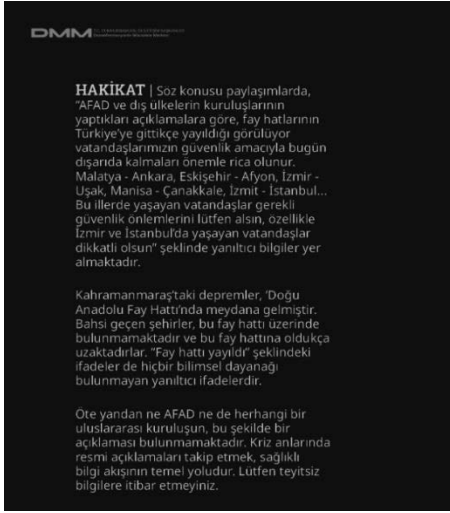 DMM
HAKİKAT | Söz konusu paylaşımlarda,
"AFAD ve dış ülkelerin kuruluşlarının
yaptıkları açıklamalara göre, fay hatlarının
Türkiye'ye gittikçe yayıldığı görülüyor
vatandaşlarımızın güvenlik amacıyla bugün
dışarıda kalmaları önemle rica olunur.
Malatya - Ankara, Eskişehir - Afyon, İzmir -
Uşak, Manisa - Çanakkale, İzmit - İstanbul...
Bu illerde yaşayan vatandaşlar gerekli
güvenlik önlemlerini lütfen alsın, özellikle
İzmir ve İstanbul'da yaşayan vatandaşlar
dikkatli olsun" şeklinde yanıltıcı bilgiler yer
almaktadır.
Kahramanmaraş'taki depremler, 'Doğu
Anadolu Fay Hattı'nda meydana gelmiştir.
Bahsi geçen şehirler, bu fay hattı üzerinde
bulunmamaktadır ve bu fay hattına oldukça
uzaktadırlar. "Fay hattı yayıldı" şeklindeki
ifadeler de hiçbir bilimsel dayanağı
bulunmayan yanıltıcı ifadelerdir.
Öte yandan ne AFAD ne de herhangi bir
uluslararası kuruluşun, bu şekilde bir
açıklaması bulunmamaktadır. Kriz anlarında
resmi açıklamaları takip etmek, sağlıklı
bilgi akışının temel yoludur. Lütfen teyitsiz
bilgilere itibar etmeyiniz.